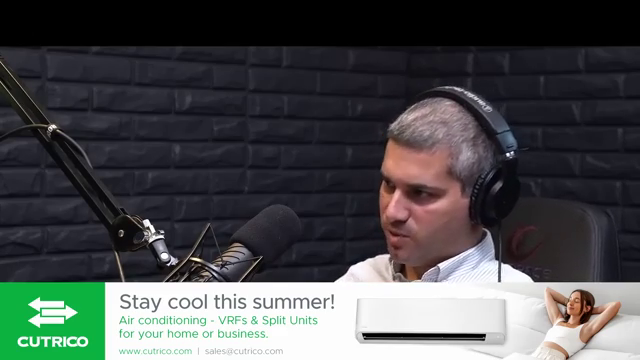 Stay cool this summer!
Air conditioning - VRFs & Split Units
for your home or business.
CUTRICO
www.cutrico.com | sales@cutrico.com